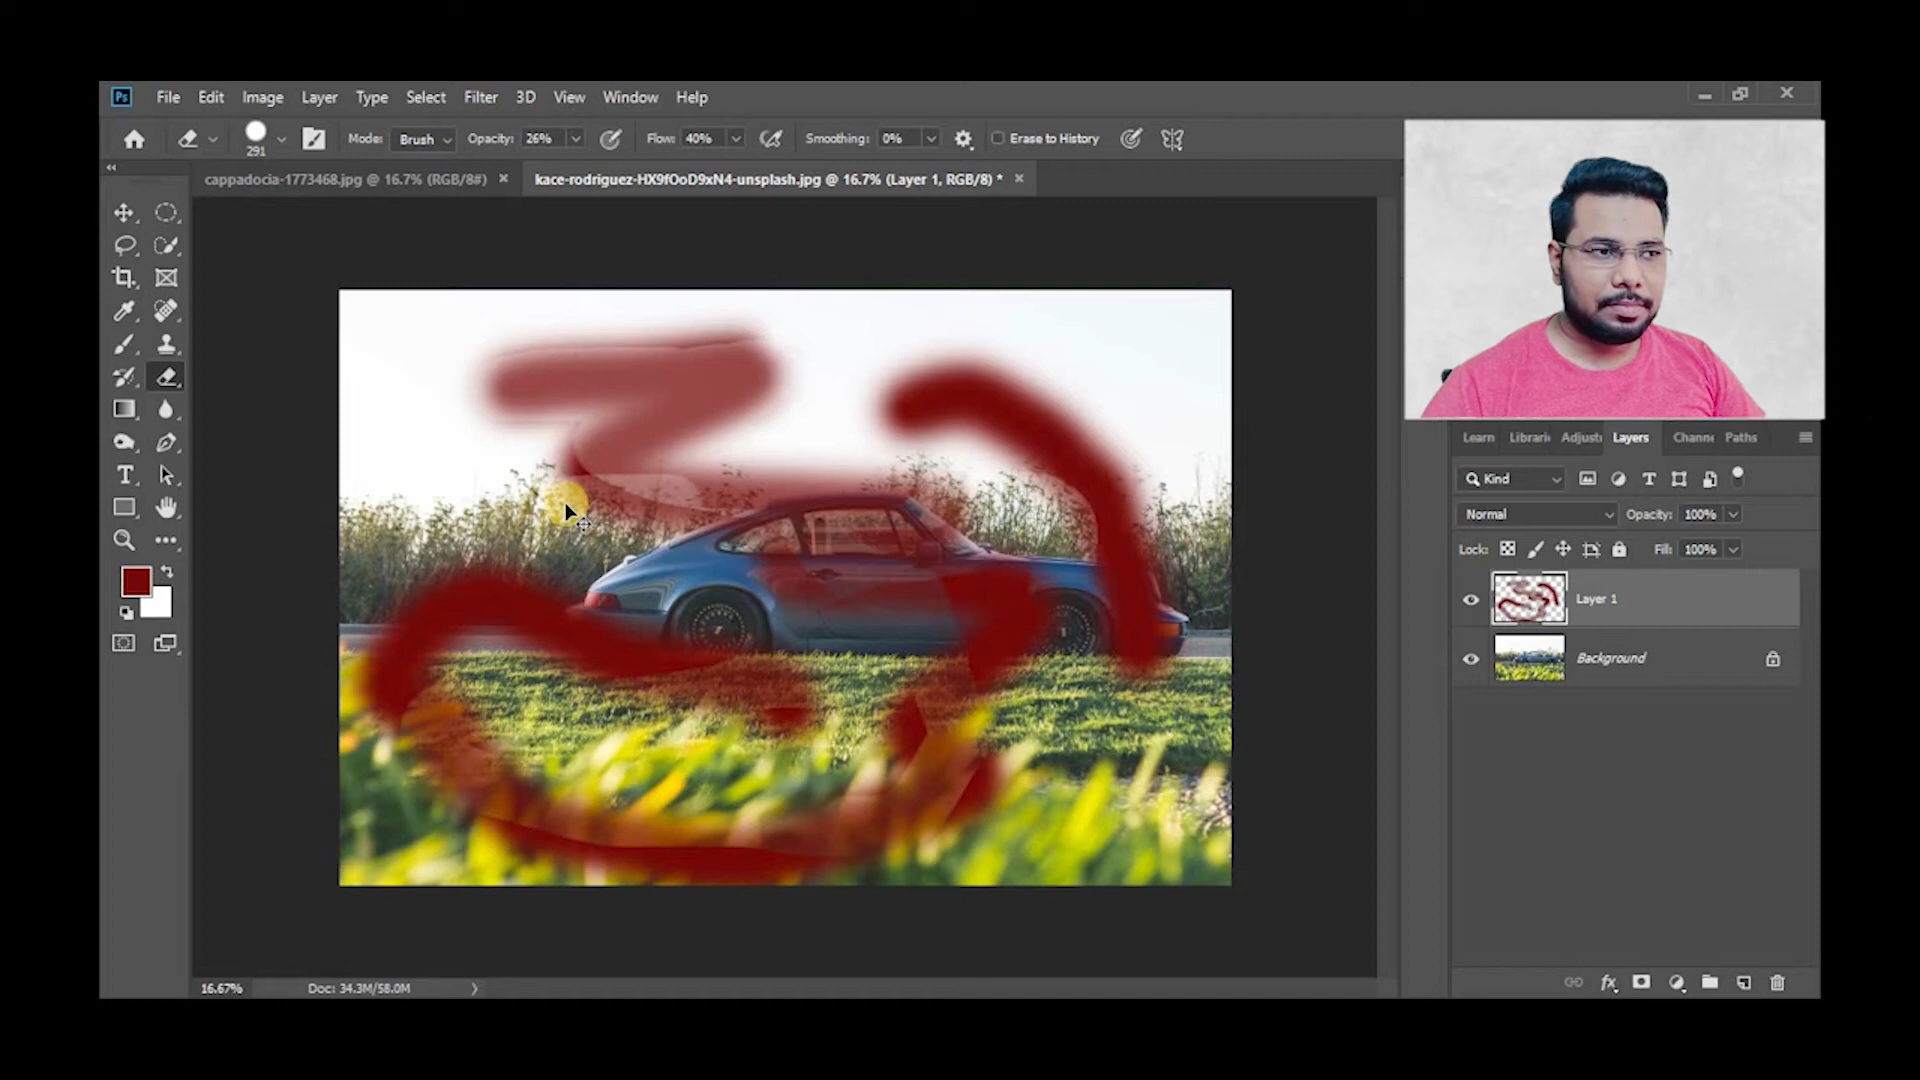 Ps File Edit Image Layer Type Select Filter 3D View Window Help
291 Mode: Brush Opacity: 26% Flow: 40% Smoothing: 0% Erase to History
cappadocia-1773468.jpg @ 16.7% (RGB/8#) kace-rodriguez-HX9fOoD9xN4-unsplash.jpg @ 16.7% (Layer 1, RGB/8) *
Learn Librari Adjust Layers Chann Paths
Kind
Normal Opacity: 100%
Lock: Fill: 100%
Layer 1
Background
16.67% Doc: 34.3M/58.0M